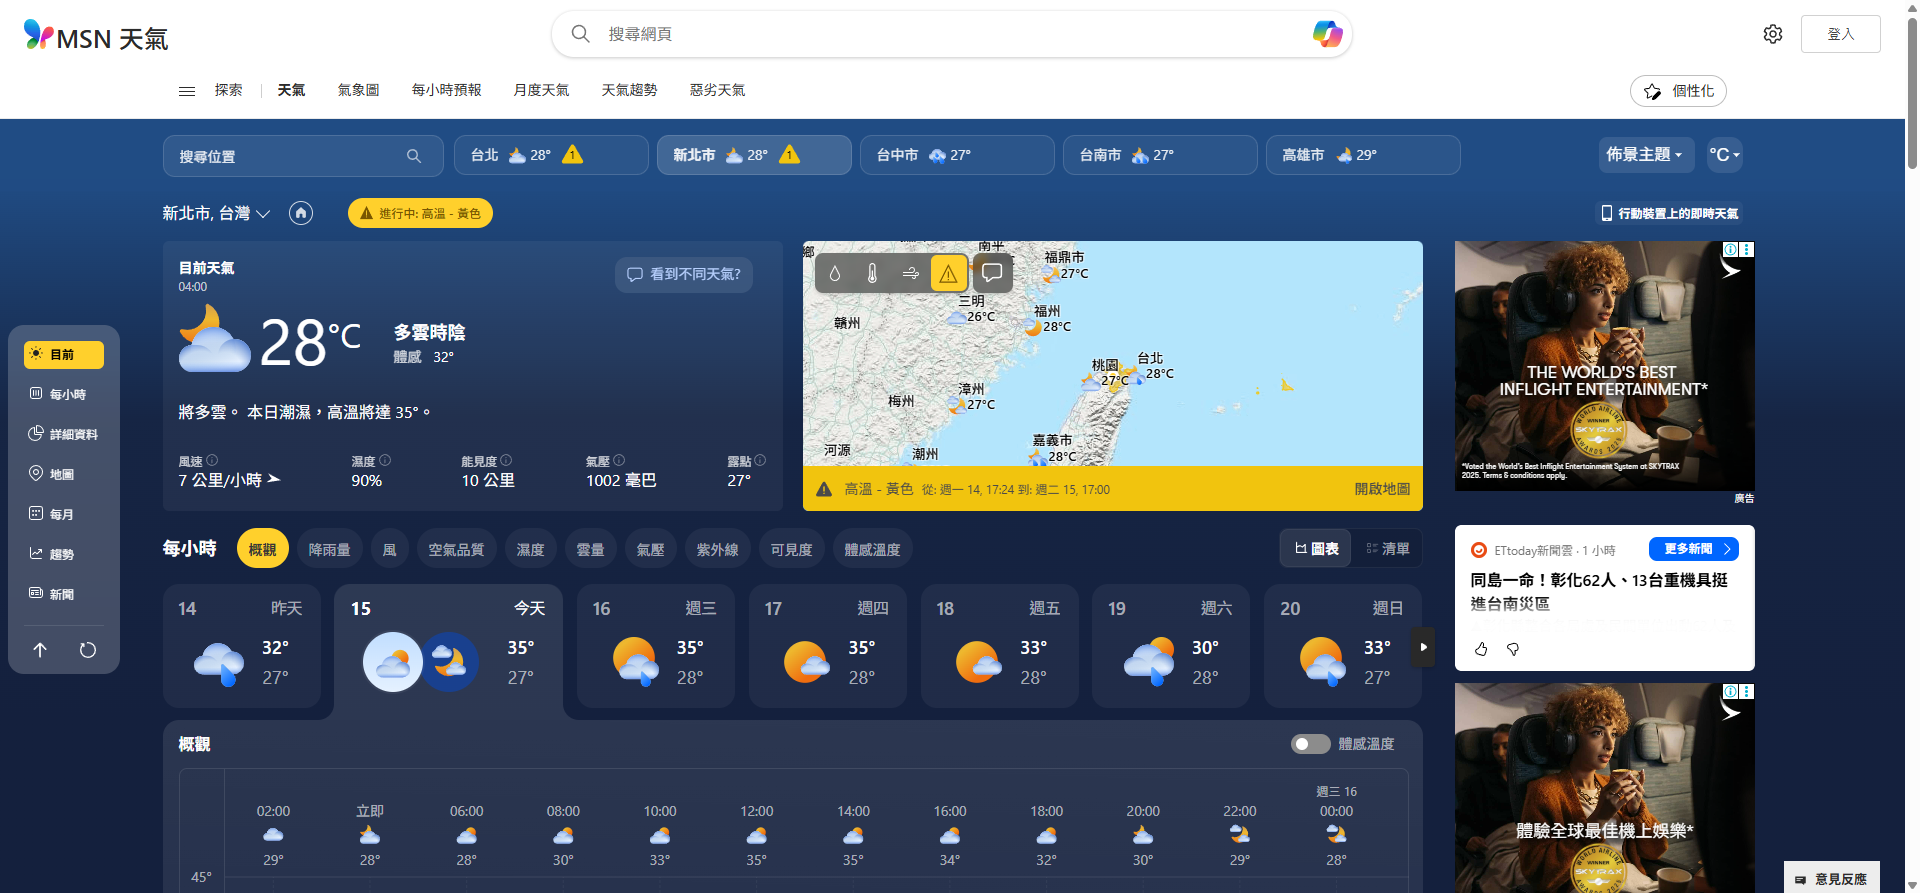 MSN 天氣
搜尋網頁
登入
探索
天氣
氣象圖
每小時預報
月度天氣
天氣趨勢
惡劣天氣
個性化
搜尋位置
台北 28° 1
新北市 28° 1
台中市 27°
台南市 27°
高雄市 29°
佈景主題
°C
新北市, 台灣
進行中: 高溫 - 黃色
行動裝置上的即時天氣
目前
每小時
詳細資料
地圖
每月
趨勢
新聞
目前天氣
04:00
看到不同天氣?
28°C
多雲時陰
體感 32°
將多雲。 本日潮濕，高溫將達 35°。
風速
7 公里/小時
濕度
90%
能見度
10 公里
氣壓
1002 毫巴
露點
27°
鄉
南平
福鼎市
27°C
三明
26°C
贛州
福州
28°C
桃園
27°C
台北
28°C
漳州
27°C
梅州
嘉義市
28°C
河源
潮州
高溫 - 黃色 從: 週一 14, 17:24 到: 週二 15, 17:00
開啟地圖
THE WORLD'S BEST
INFLIGHT ENTERTAINMENT*
WORLD AIRLINE
WINNER
SKYTRAX
AWARDS 2025
*Voted the World's Best Inflight Entertainment System at SKYTRAX
2025. Terms & conditions apply.
廣告
每小時
概觀
降雨量
風
空氣品質
濕度
雲量
氣壓
紫外線
可見度
體感溫度
圖表
清單
14 昨天
32°
27°
15 今天
35°
27°
16 週三
35°
28°
17 週四
35°
28°
18 週五
33°
28°
19 週六
30°
28°
20 週日
33°
27°
ETtoday新聞雲 · 1 小時
更多新聞
同島一命！彰化62人、13台重機具挺
進台南災區
概觀
體感溫度
週三 16
02:00 立即 06:00 08:00 10:00 12:00 14:00 16:00 18:00 20:00 22:00 00:00
29° 28° 28° 30° 33° 35° 35° 34° 32° 30° 29° 28°
45°
體驗全球最佳機上娛樂*
WORLD AIRLINE
WINNER
SKYTRAX
意見反應